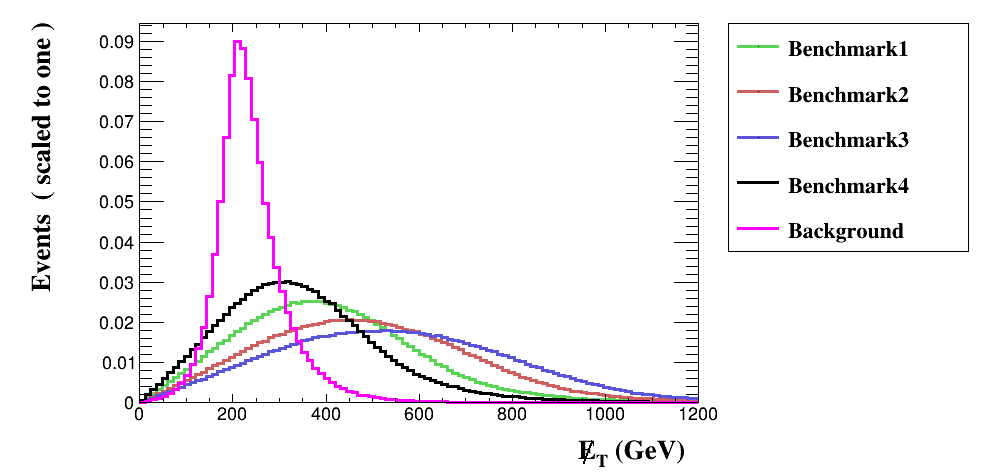 Events ( scaled to one )
0.09
0.08
0.07
0.06
0.05
0.04
0.03
0.02
0.01
0
0 200 400 600 800 1000 1200
E̸T (GeV)
Benchmark1
Benchmark2
Benchmark3
Benchmark4
Background